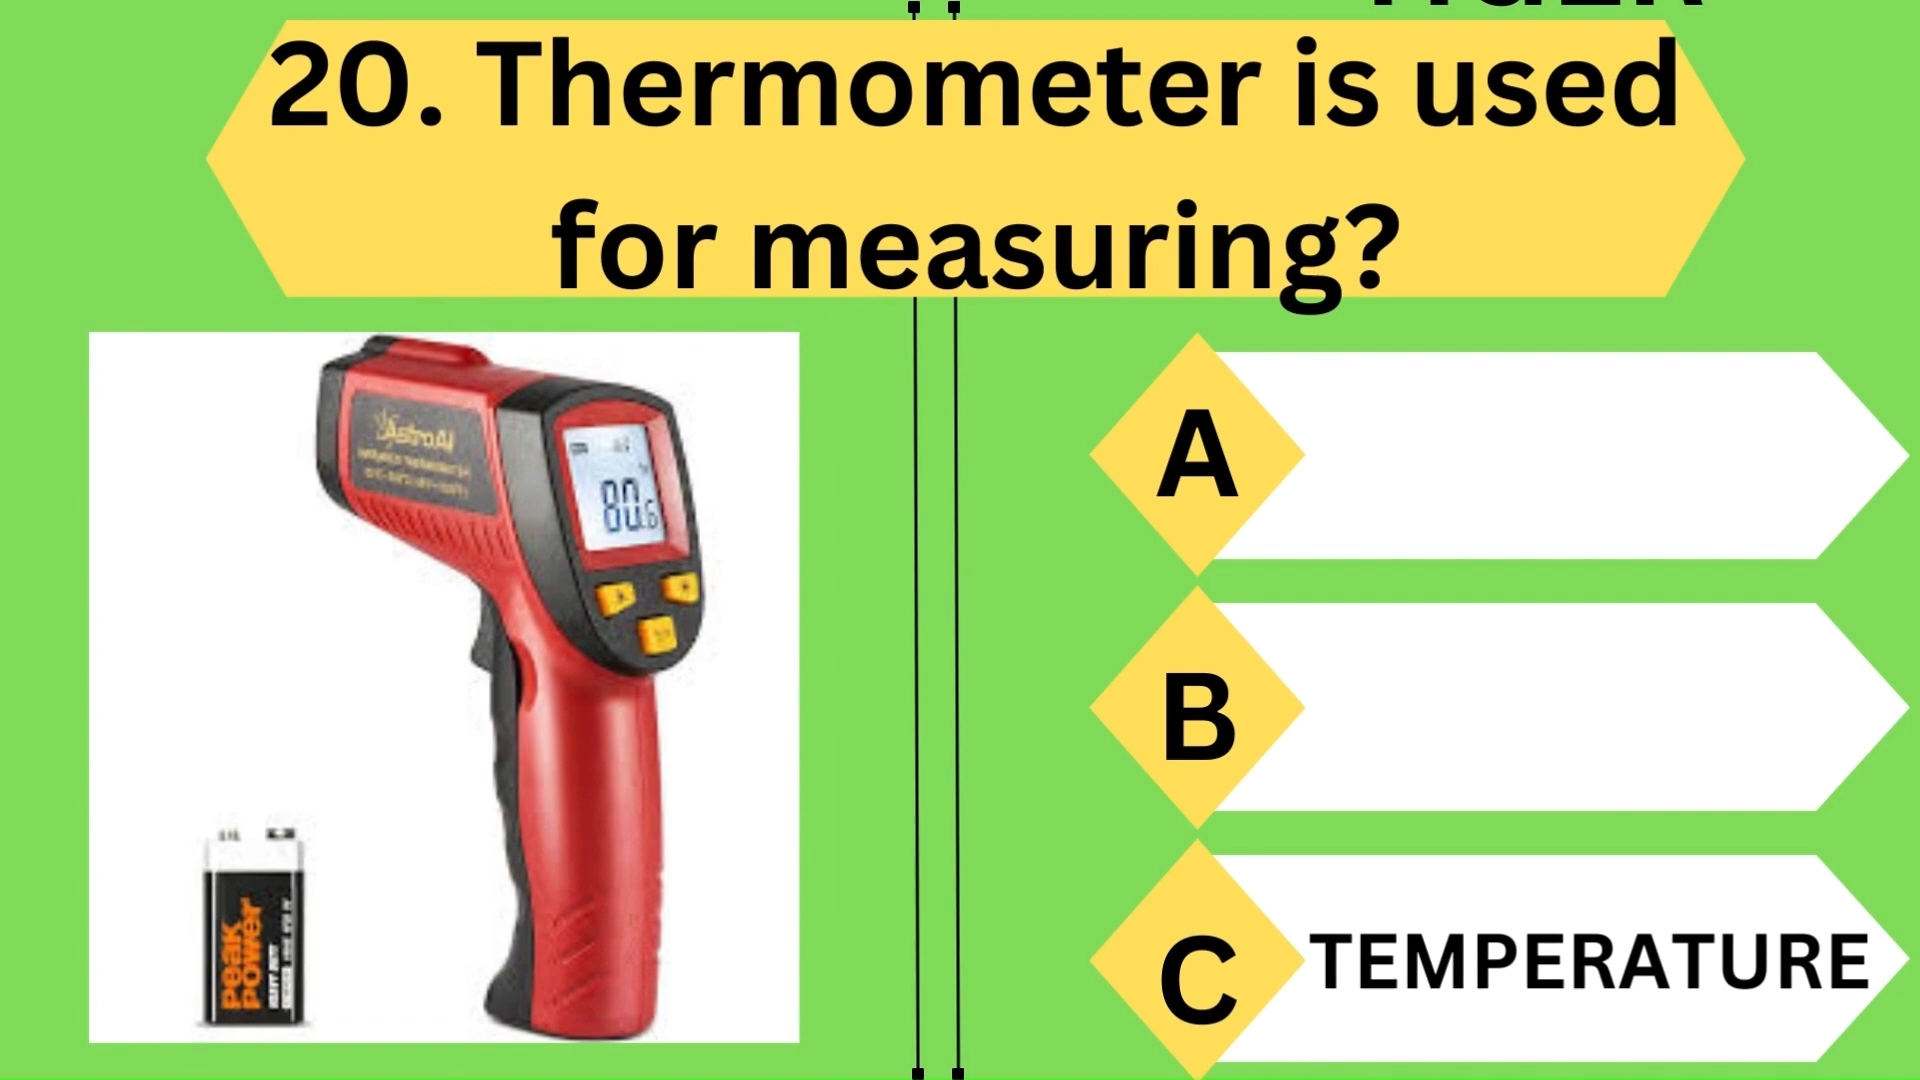 20. Thermometer is used
for measuring?
AstroAI
80.6
Peak
Power
A
B
C
TEMPERATURE